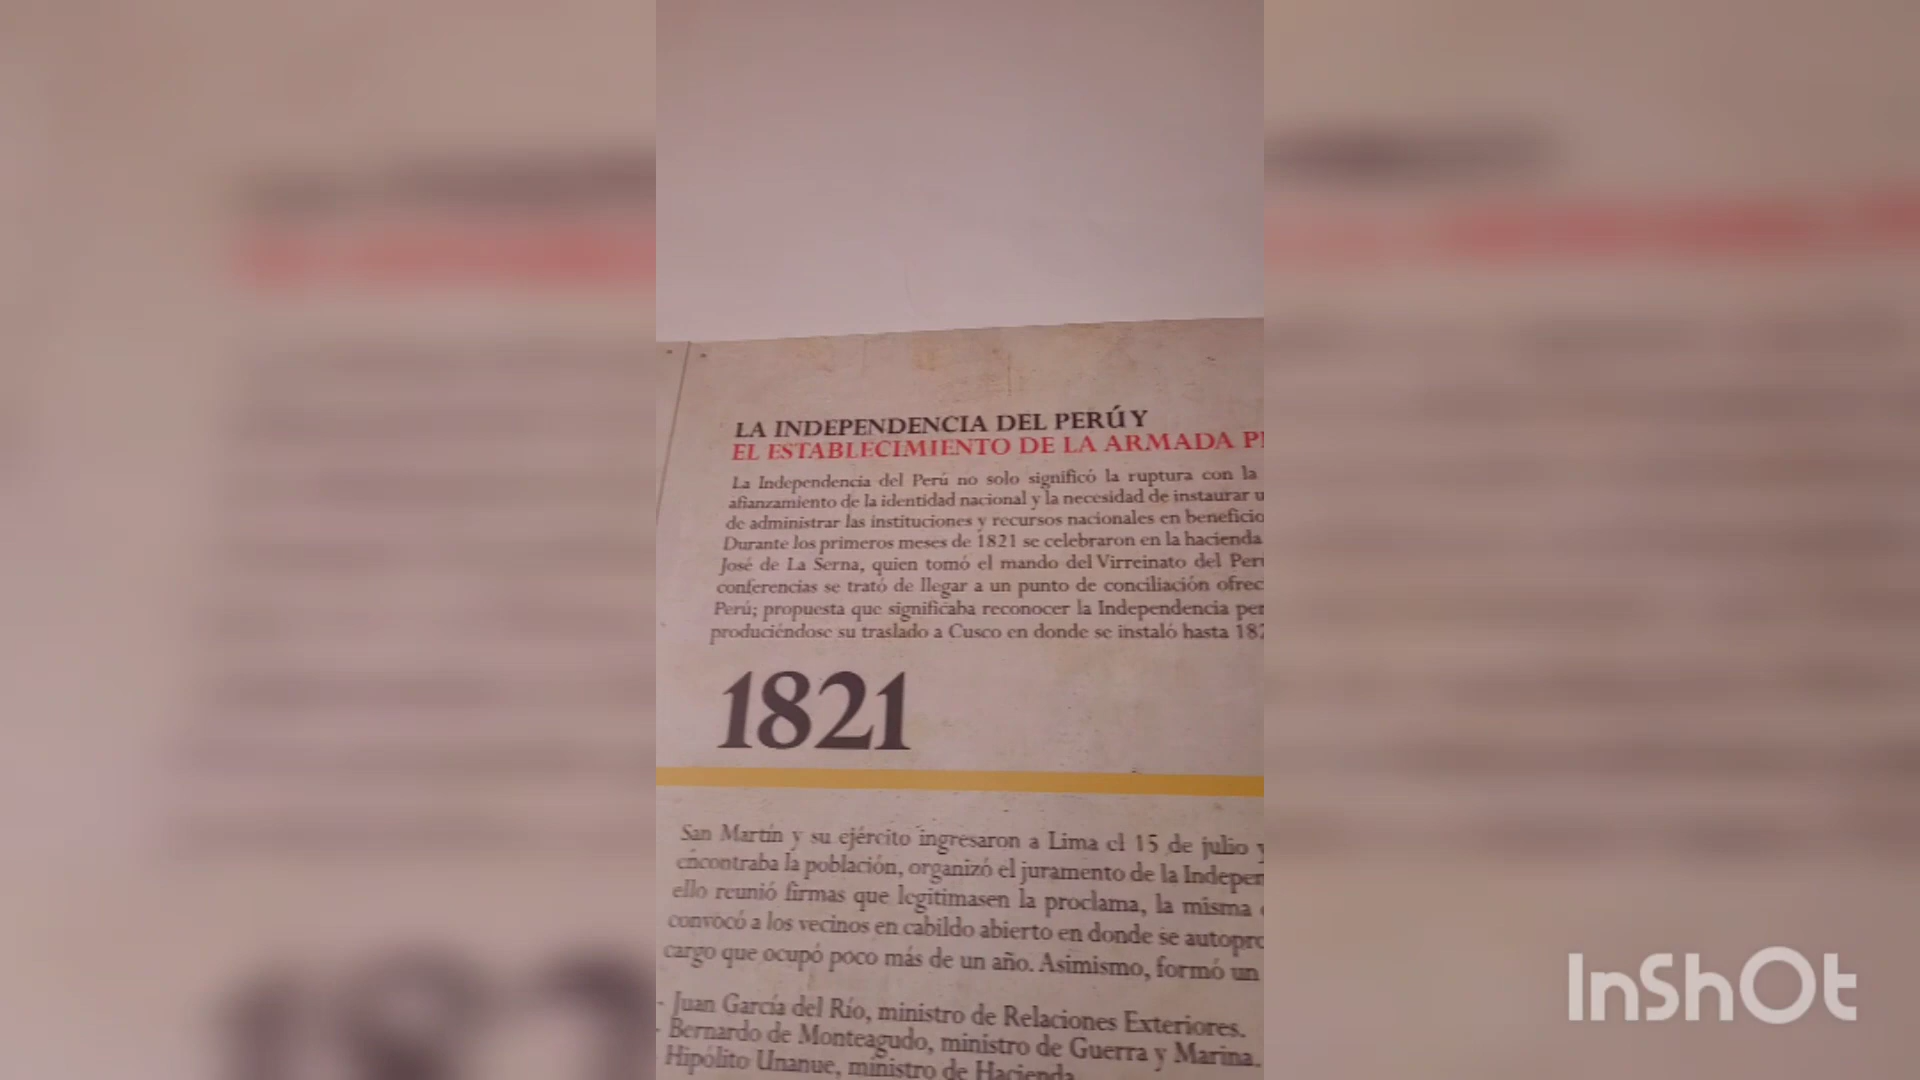 LA INDEPENDENCIA DEL PERÚ Y
EL ESTABLECIMIENTO DE LA ARMADA
La Independencia del Perú no solo significó la ruptura con la
afianzamiento de la identidad nacional y la necesidad de instaurar
de administrar las instituciones y recursos nacionales en beneficio
Durante los primeros meses de 1821 se celebraron en la hacienda
José de La Serna, quien tomó el mando del Virreinato del
conferencias se trató de llegar a un punto de conciliación
Perú; propuesta que significaba reconocer la Independencia
produciéndose su traslado a Cusco en donde se instaló hasta
1821
San Martín y su ejército ingresaron a Lima el 15 de julio y
encontraba la población, organizó el juramento de la
ello reunió firmas que legitimasen la proclama, la misma
convocó a los vecinos en cabildo abierto en donde se
cargo que ocupó poco más de un año. Asimismo, formó un
- Juan García del Río, ministro de Relaciones Exteriores.
- Bernardo de Monteagudo, ministro de Guerra y Marina.
Hipólito Unanue, ministro de Hacienda
InShOt